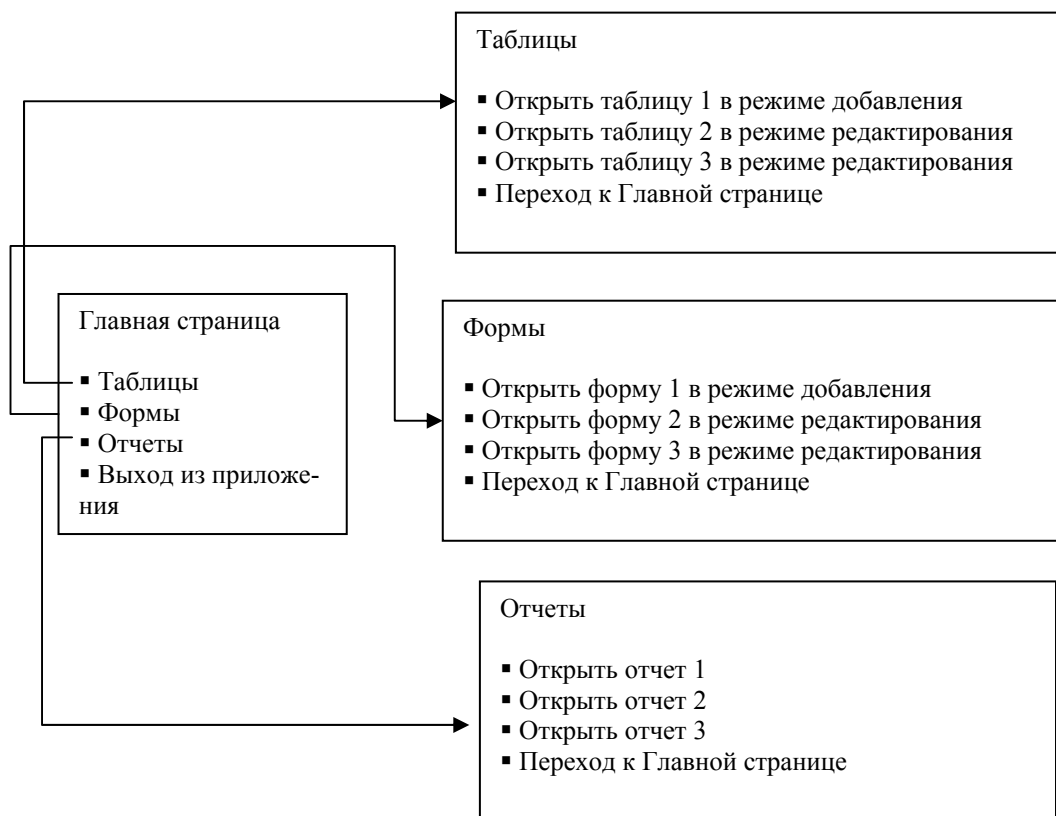 Таблицы
▪ Открыть таблицу 1 в режиме добавления
▪ Открыть таблицу 2 в режиме редактирования
▪ Открыть таблицу 3 в режиме редактирования
▪ Переход к Главной странице
Главная страница
▪ Таблицы
▪ Формы
▪ Отчеты
▪ Выход из приложе-
ния
Формы
▪ Открыть форму 1 в режиме добавления
▪ Открыть форму 2 в режиме редактирования
▪ Открыть форму 3 в режиме редактирования
▪ Переход к Главной странице
Отчеты
▪ Открыть отчет 1
▪ Открыть отчет 2
▪ Открыть отчет 3
▪ Переход к Главной странице